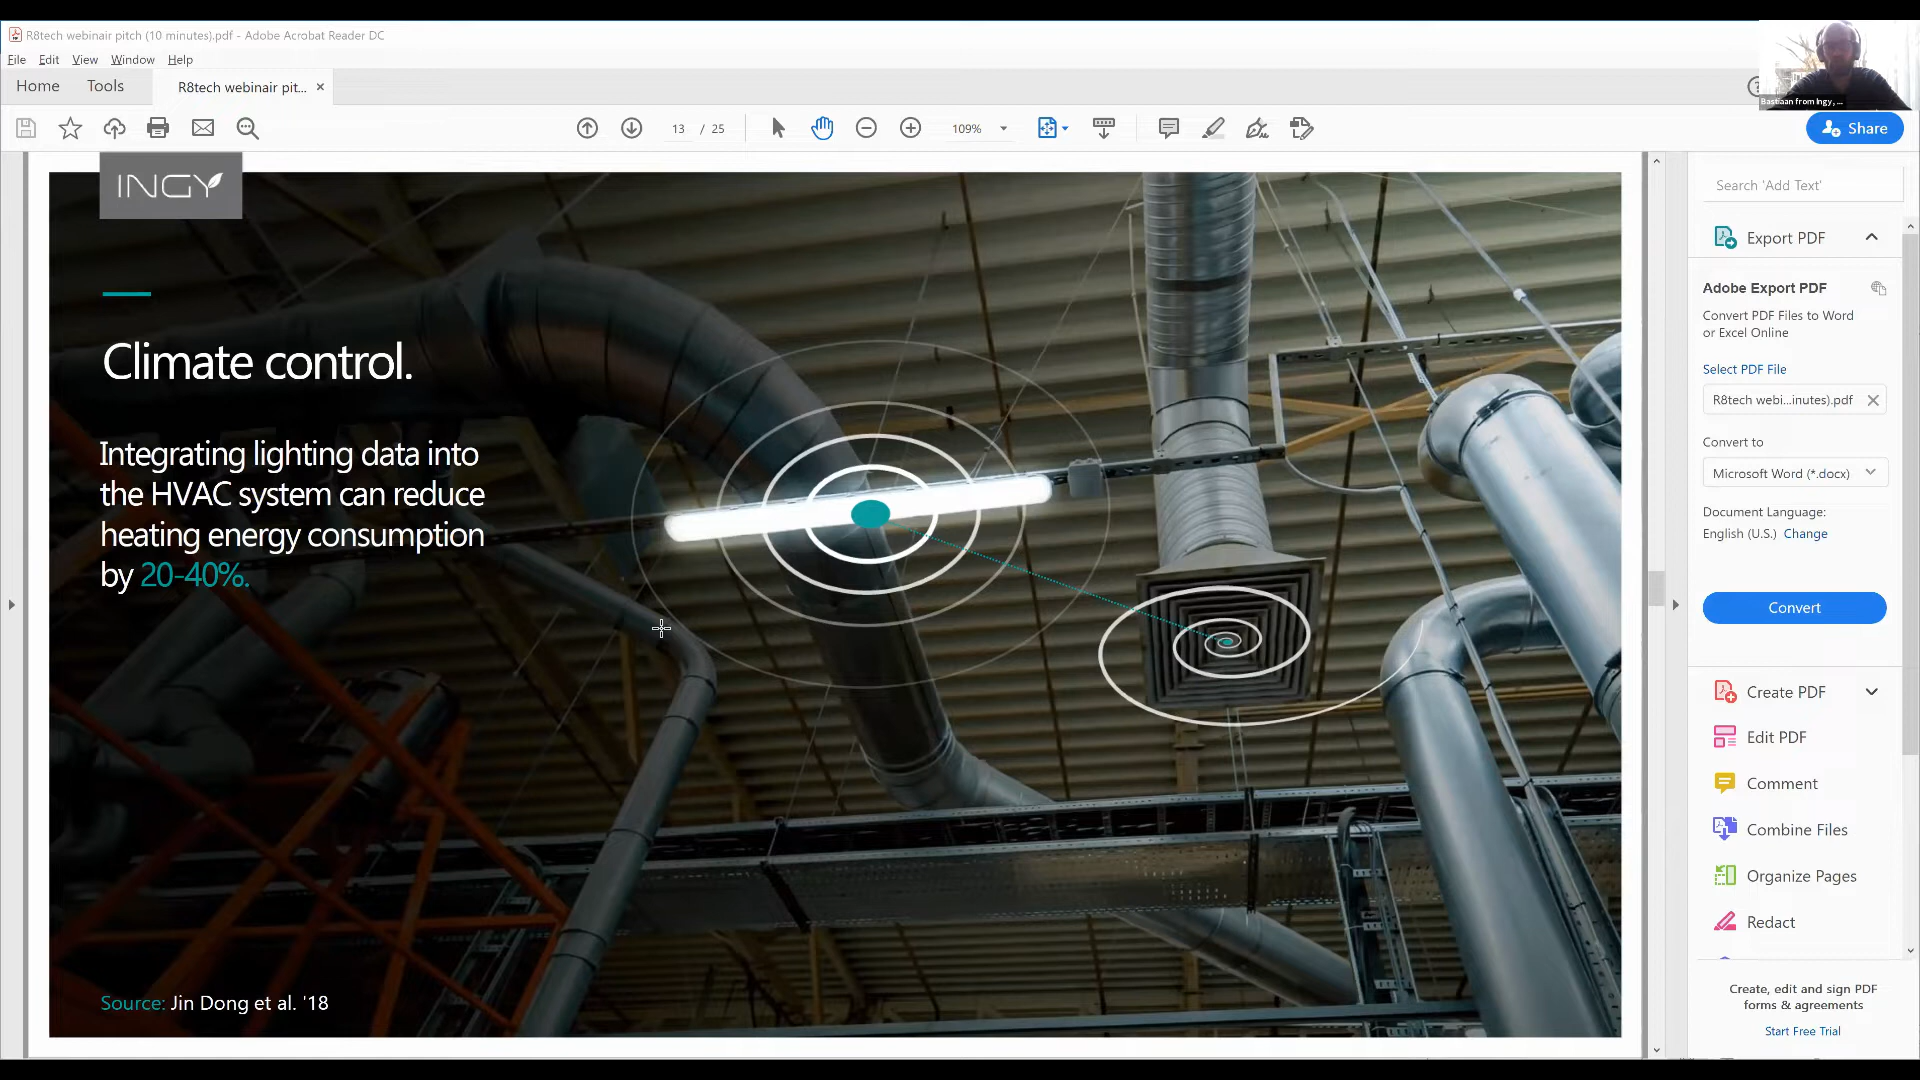 R8tech webinair pitch (10 minutes).pdf - Adobe Acrobat Reader DC
File Edit View Window Help
Home Tools R8tech webinair pit... ×
13 / 25 109%
Share
Bastiaan from Ingy, ...
INGY
Climate control.
Integrating lighting data into
the HVAC system can reduce
heating energy consumption
by 20-40%.
Source: Jin Dong et al. '18
Search 'Add Text'
Export PDF
Adobe Export PDF
Convert PDF Files to Word
or Excel Online
Select PDF File
R8tech webi...inutes).pdf
Convert to
Microsoft Word (*.docx)
Document Language:
English (U.S.) Change
Convert
Create PDF
Edit PDF
Comment
Combine Files
Organize Pages
Redact
Create, edit and sign PDF
forms & agreements
Start Free Trial